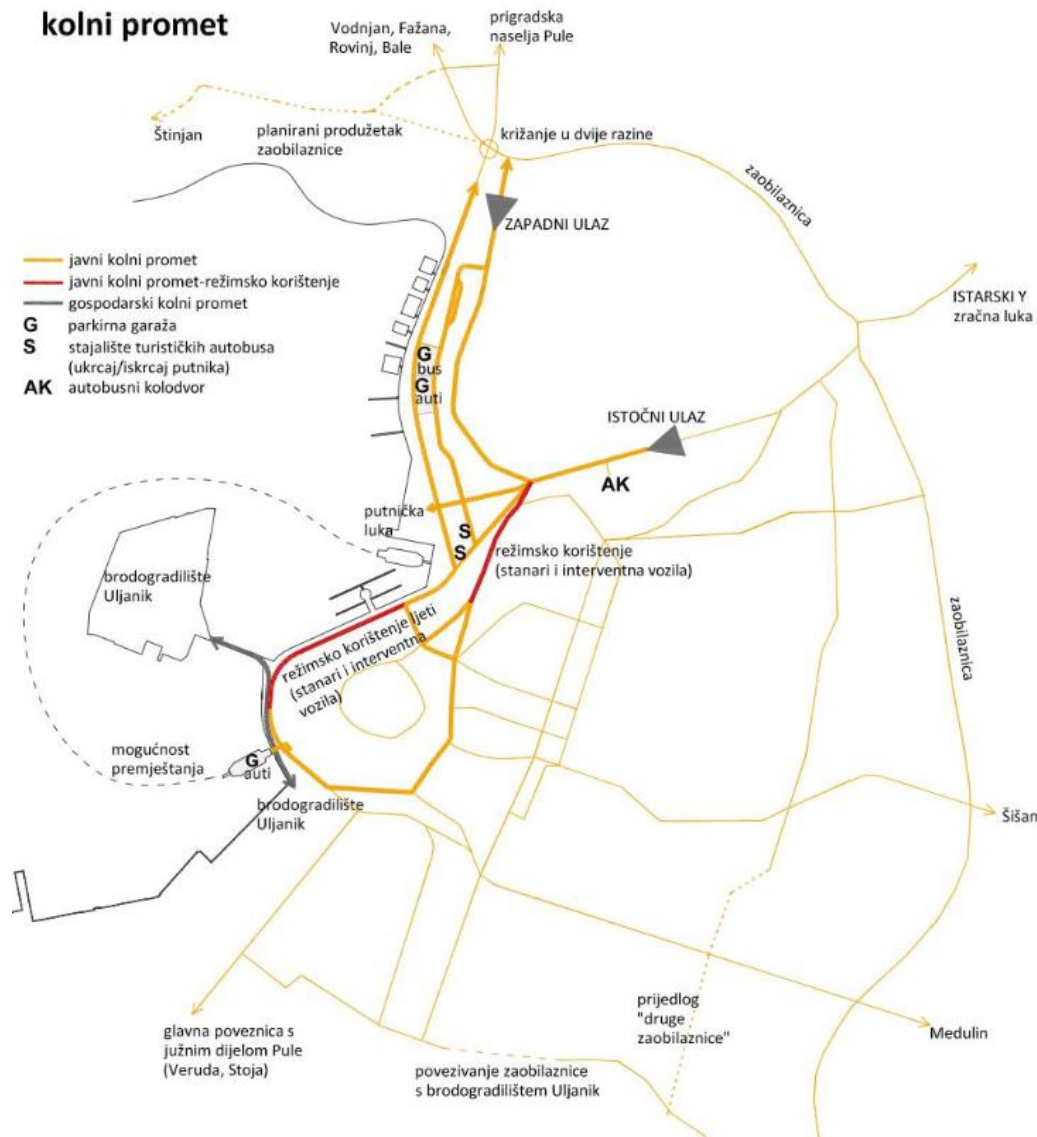 kolni promet
Vodnjan, Fažana,
Rovinj, Bale
prigradska
naselja Pule
Štinjan
planirani produžetak
zaobilaznice
križanje u dvije razine
zaobilaznica
ZAPADNI ULAZ
javni kolni promet
javni kolni promet-režimsko korištenje
gospodarski kolni promet
G parkirna garaža
S stajalište turističkih autobusa
(ukrcaj/iskrcaj putnika)
AK autobusni kolodvor
ISTARSKI Y
zračna luka
G
bus
G
auti
ISTOČNI ULAZ
AK
putnička
luka
S
S
režimsko korištenje
(stanari i interventna vozila)
brodogradilište
Uljanik
režimsko korištenje ljeti
(stanari i interventna
vozila)
zaobilaznica
mogućnost
premještanja
G
auti
brodogradilište
Uljanik
Šišan
glavna poveznica s
južnim dijelom Pule
(Veruda, Stoja)
povezivanje zaobilaznice
s brodogradilištem Uljanik
prijedlog
"druge
zaobilaznice"
Medulin